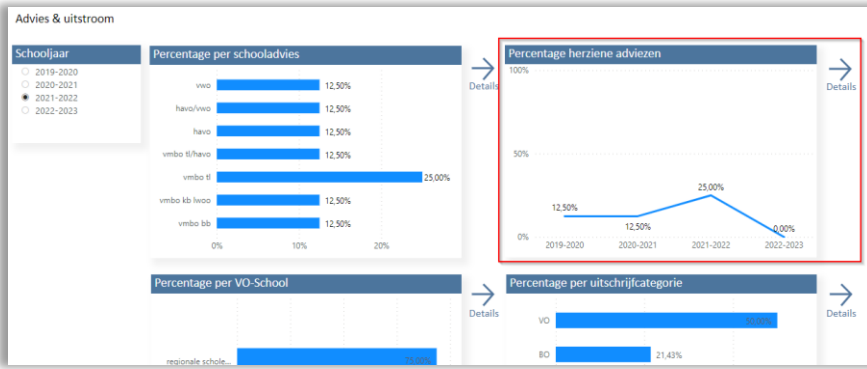 Advies & uitstroom
Schooljaar
2019-2020
2020-2021
2021-2022
2022-2023
Percentage per schooladvies
vwo 12,50%
havo/vwo 12,50%
havo 12,50%
vmbo tl/havo 12,50%
vmbo tl 25,00%
vmbo kb lwoo 12,50%
vmbo bb 12,50%
0% 10% 20%
Details
Percentage herziene adviezen
100%
50%
0%
12,50%
12,50%
25,00%
0,00%
2019-2020 2020-2021 2021-2022 2022-2023
Details
Percentage per VO-School
regionale schole... 75,00%
Details
Percentage per uitschrijfcategorie
VO 50,00%
BO 21,43%
Details